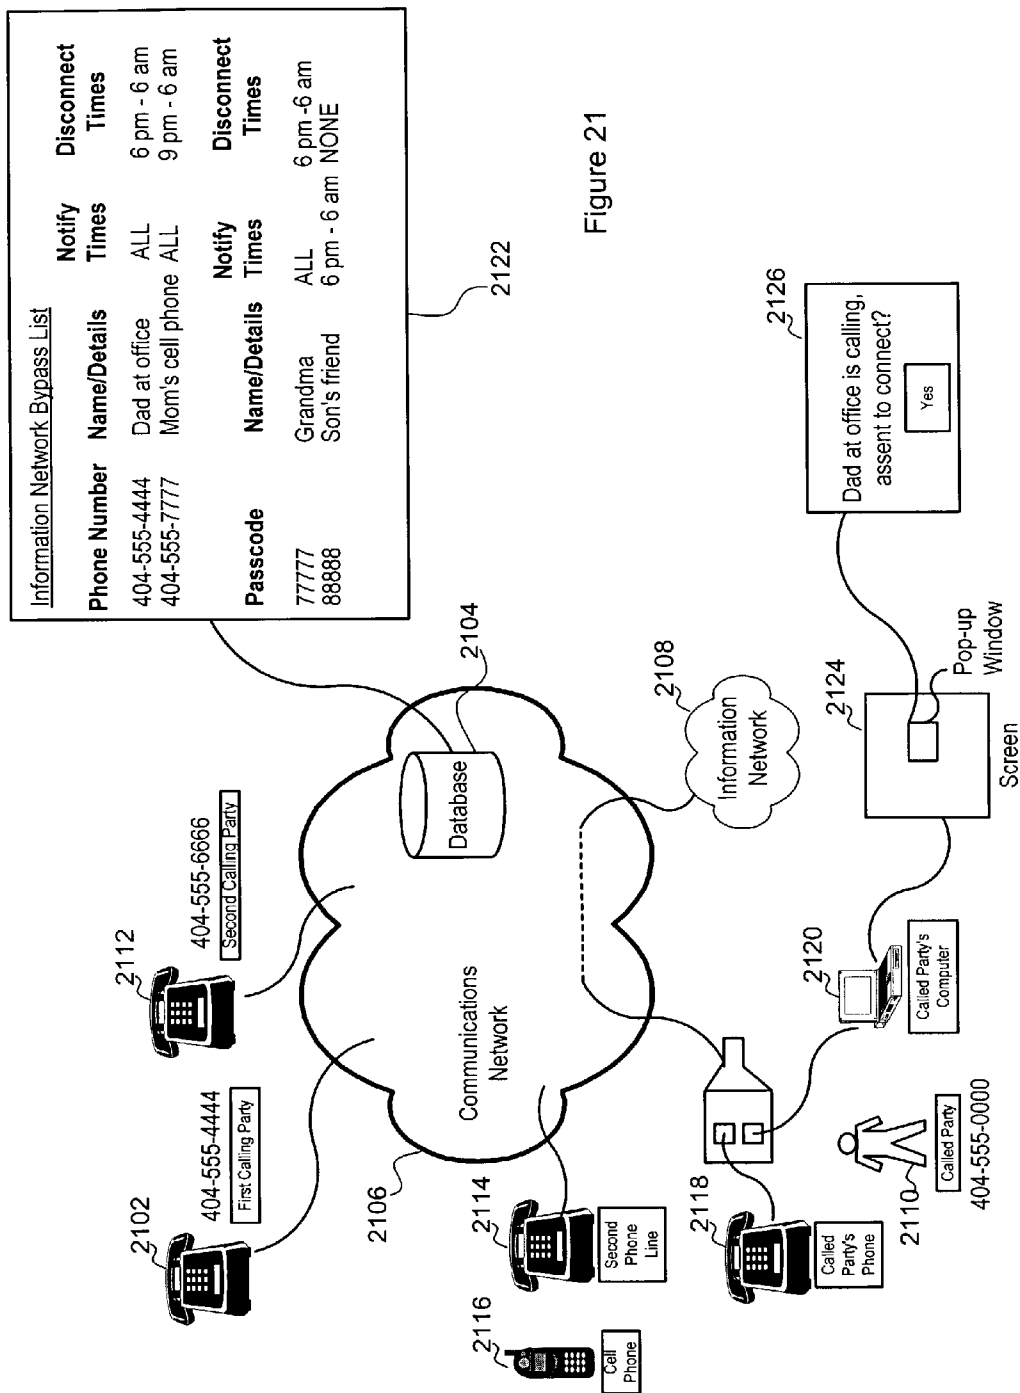 Information Network Bypass List
Phone Number Name/Details Notify Times Disconnect Times
404-555-4444 Dad at office ALL 6 pm - 6 am
404-555-7777 Mom's cell phone ALL 9 pm - 6 am
Passcode Name/Details Notify Times Disconnect Times
77777 Grandma ALL 6 pm -6 am
88888 Son's friend 6 pm - 6 am NONE
2122
Figure 21
2102
404-555-4444
First Calling Party
2112
404-555-6666
Second Calling Party
2106
Communications
Network
Database
2104
2116
Cell
Phone
2114
Second
Phone
Line
2108
Information
Network
2118
Called
Party's
Phone
2110
Called Party
404-555-0000
2120
Called Party's
Computer
2124
Pop-up
Window
Screen
2126
Dad at office is calling,
assent to connect?
Yes